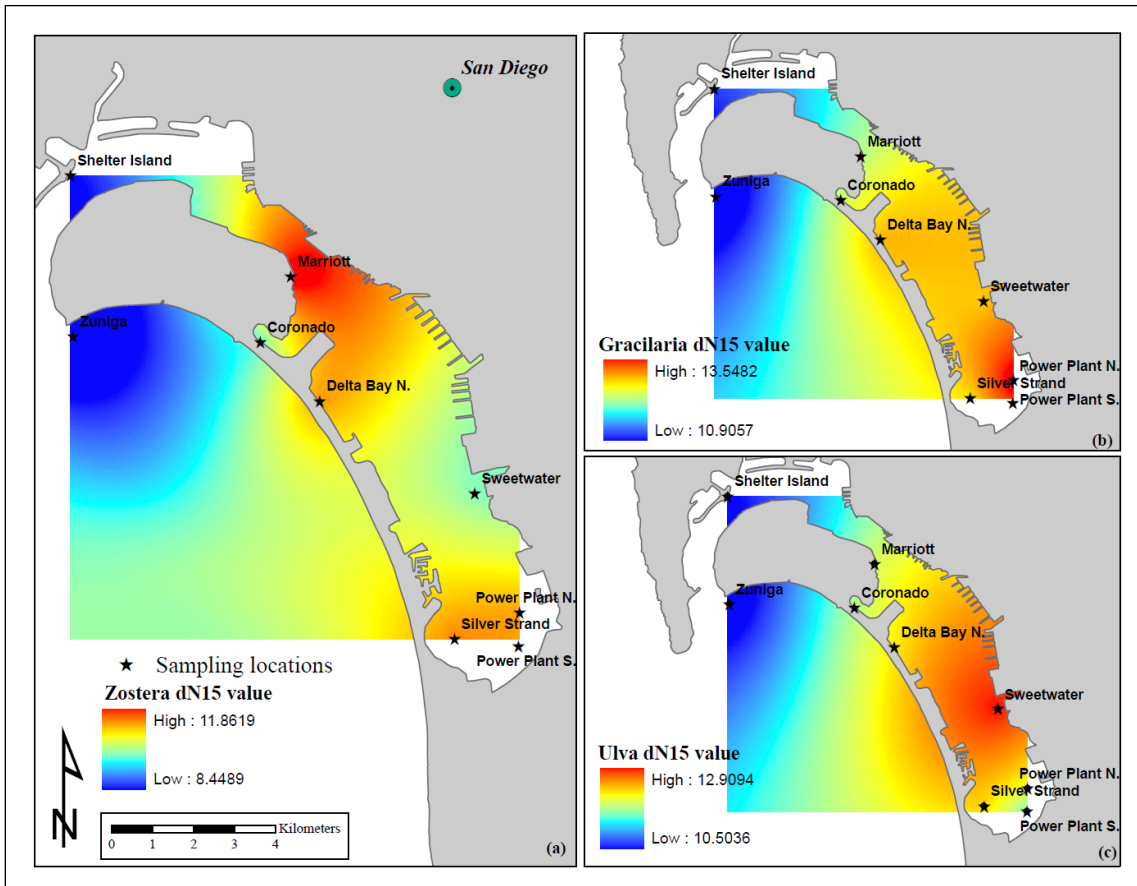 San Diego
Shelter Island
Marriott
Zuniga
Coronado
Delta Bay N.
Sweetwater
Power Plant N.
Silver Strand
Power Plant S.
★ Sampling locations
Zostera dN15 value
High : 11.8619
Low : 8.4489
N
Kilometers
0 1 2 3 4
(a)
Shelter Island
Marriott
Zuniga
Coronado
Delta Bay N.
Sweetwater
Gracilaria dN15 value
High : 13.5482
Power Plant N.
Silver Strand
Power Plant S.
Low : 10.9057
(b)
Shelter Island
Marriott
Zuniga
Coronado
Delta Bay N.
Sweetwater
Ulva dN15 value
High : 12.9094
Power Plant N.
Silver Strand
Power Plant S.
Low : 10.5036
(c)